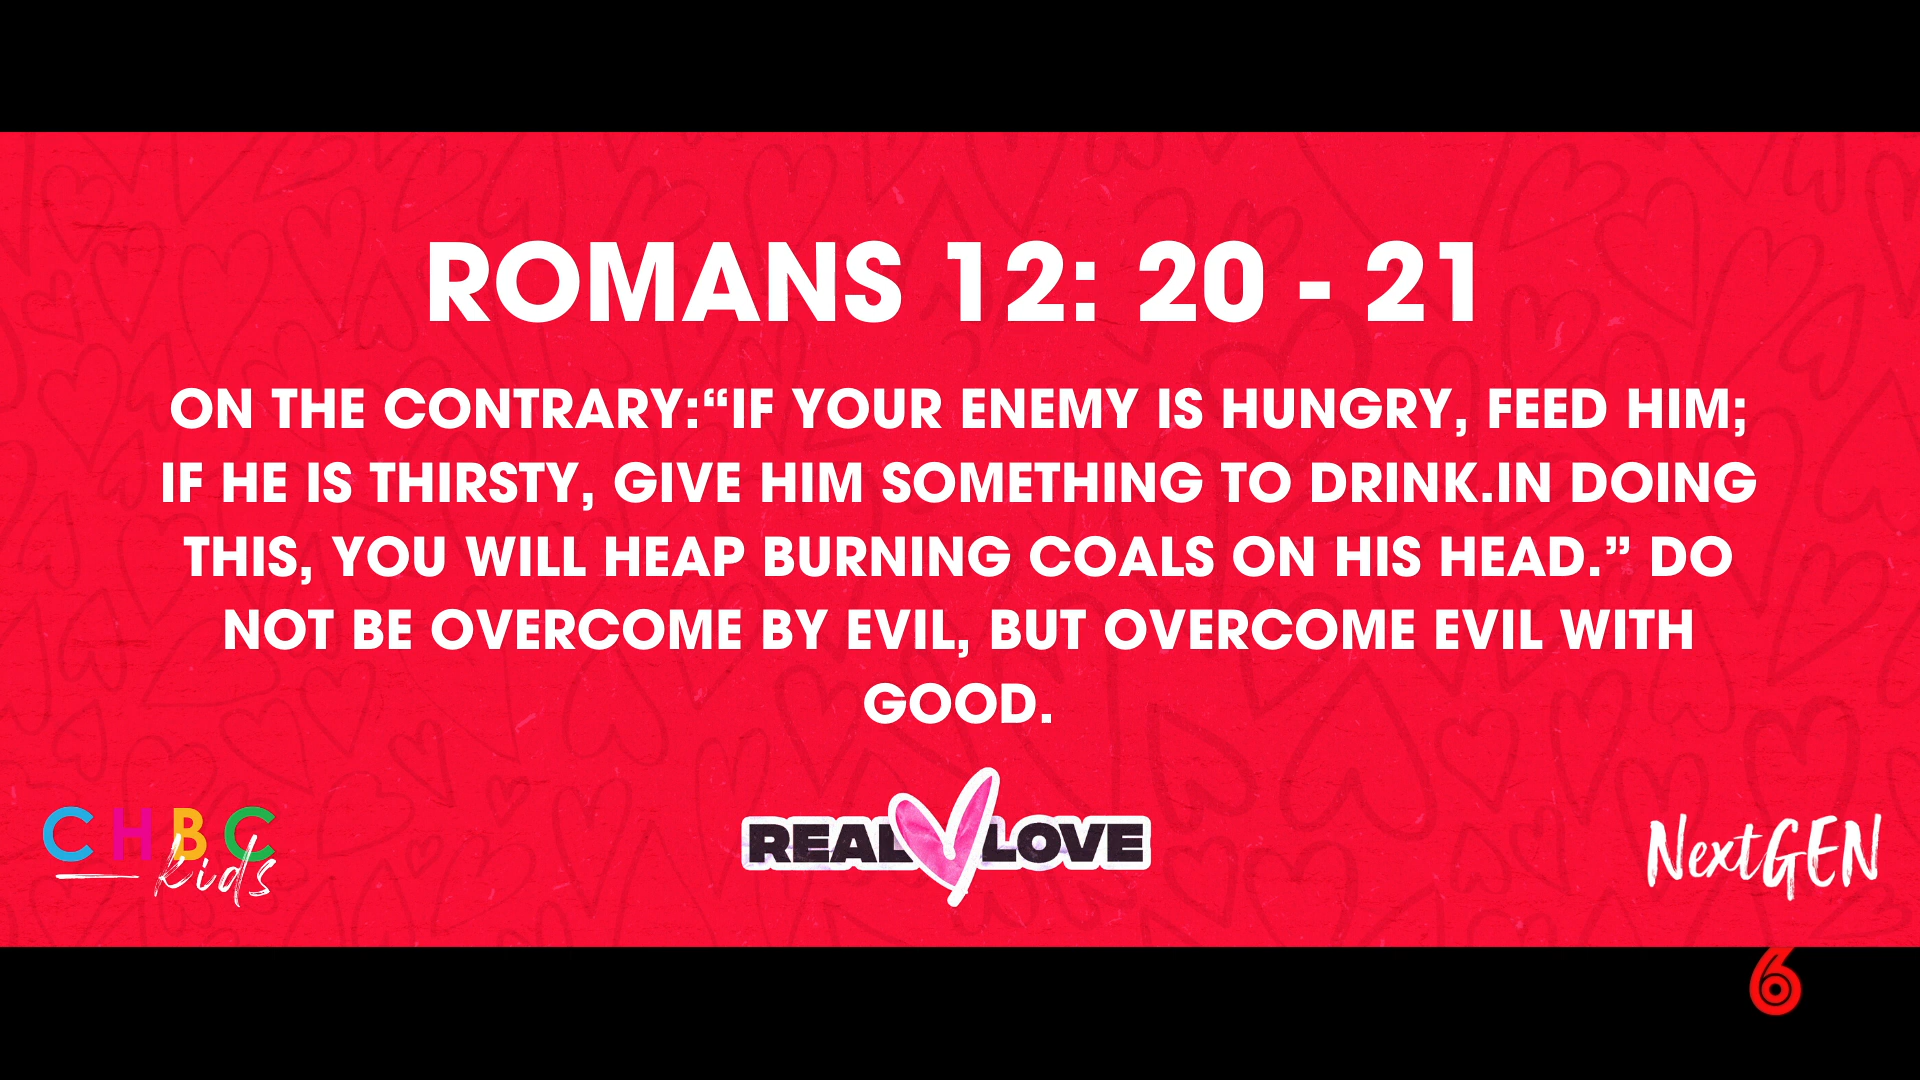 ROMANS 12: 20 - 21
ON THE CONTRARY:“IF YOUR ENEMY IS HUNGRY, FEED HIM;
IF HE IS THIRSTY, GIVE HIM SOMETHING TO DRINK.IN DOING
THIS, YOU WILL HEAP BURNING COALS ON HIS HEAD.” DO
NOT BE OVERCOME BY EVIL, BUT OVERCOME EVIL WITH
GOOD.
CHBC
kids
REAL LOVE
NextGEN
6